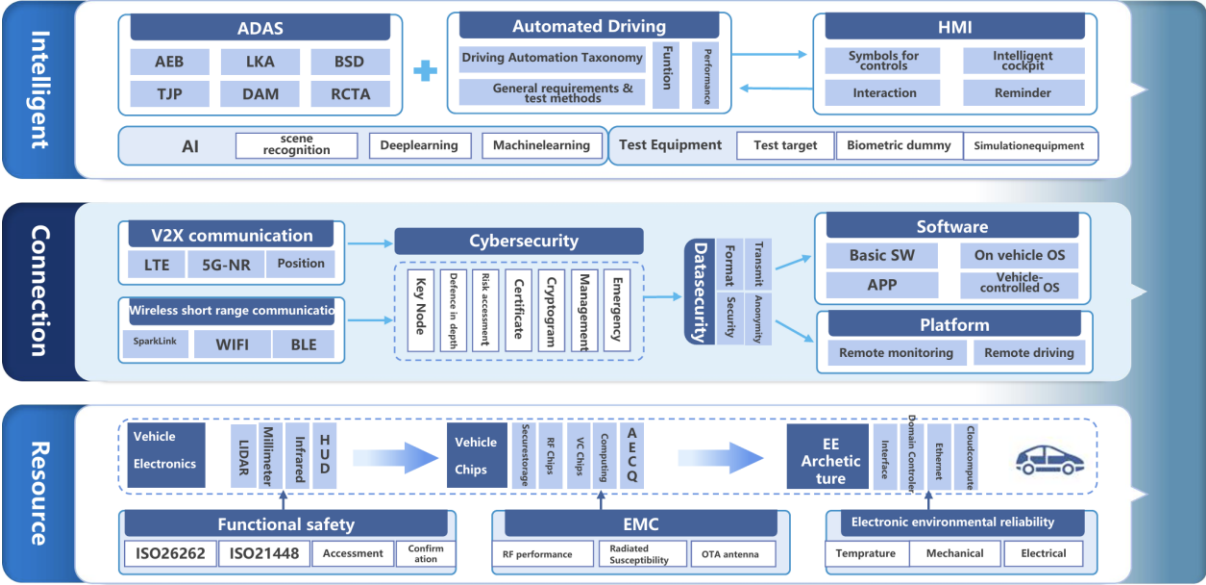 Intelligent
ADAS
AEB
LKA
BSD
TJP
DAM
RCTA
Automated Driving
Driving Automation Taxonomy
General requirements &
test methods
Funtion
Performance
HMI
Symbols for
controls
Intelligent
cockpit
Interaction
Reminder
AI
scene
recognition
Deeplearning
Machinelearning
Test Equipment
Test target
Biometric dummy
Simulationequipment
Connection
V2X communication
LTE
5G-NR
Position
Wireless short range communicatio
SparkLink
WIFI
BLE
Cybersecurity
Key Node
Defence in
depth
Risk assessment
Certificate
Cryptogram
Management
Emergency
Datasecurity
Format
Transmit
Security
Anonymity
Software
Basic SW
On vehicle OS
APP
Vehicle-
controlled OS
Platform
Remote monitoring
Remote driving
Resource
Vehicle
Electronics
LIDAR
Millimeter
Infrared
HUD
Vehicle
Chips
Securestorage
RF Chips
VC Chips
Computing
AECQ
EE
Archetic
ture
Interface
Domain Controler
Ethernet
Cloudcompute
Functional safety
ISO26262
ISO21448
Accessment
Confirm
ation
EMC
RF performance
Radiated
Susceptibility
OTA antenna
Electronic environmental reliability
Temprature
Mechanical
Electrical